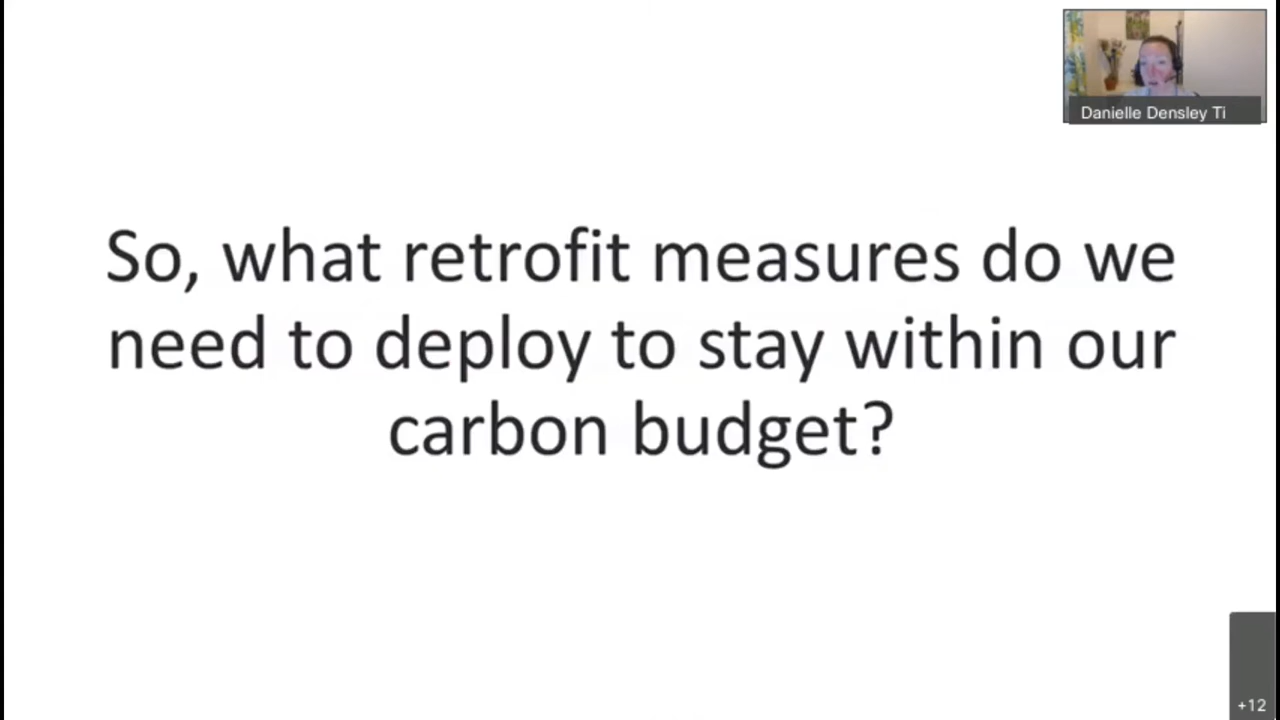 Danielle Densley Ti
So, what retrofit measures do we
need to deploy to stay within our
carbon budget?
+12